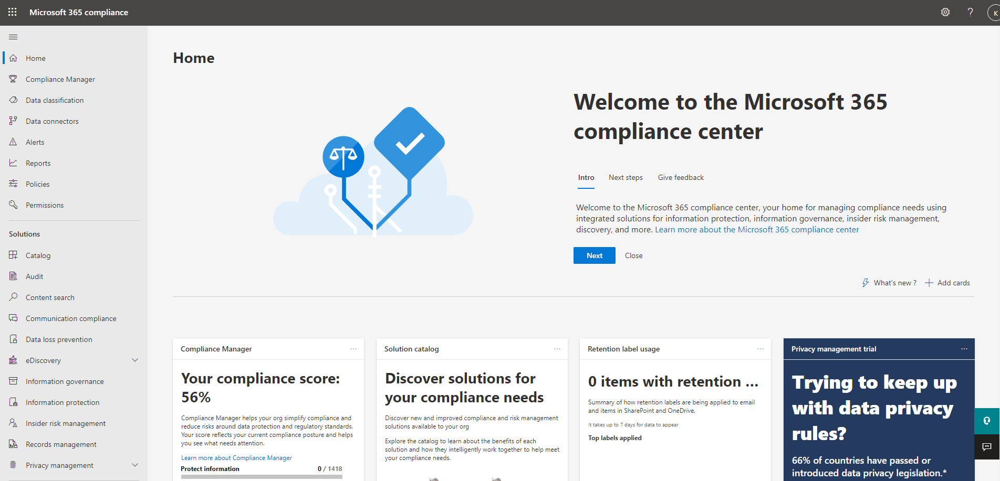 Microsoft 365 compliance
?
K
Home
Compliance Manager
Data classification
Data connectors
Alerts
Reports
Policies
Permissions
Solutions
Catalog
Audit
Content search
Communication compliance
Data loss prevention
eDiscovery
Information governance
Information protection
Insider risk management
Records management
Privacy management
Home
Welcome to the Microsoft 365
compliance center
Intro Next steps Give feedback
Welcome to the Microsoft 365 compliance center, your home for managing compliance needs using
integrated solutions for information protection, information governance, insider risk management,
discovery, and more. Learn more about the Microsoft 365 compliance center
Next Close
What's new ? Add cards
Compliance Manager ...
Your compliance score:
56%
Compliance Manager helps your org simplify compliance and
reduce risks around data protection and regulatory standards.
Your score reflects your current compliance posture and helps
you see what needs attention.
Learn more about Compliance Manager
Protect information 0 / 1418
Solution catalog ...
Discover solutions for
your compliance needs
Discover new and improved compliance and risk management
solutions available to your org
Explore the catalog to learn about the benefits of each
solution and how they intelligently work together to help meet
your compliance needs.
Retention label usage ...
0 items with retention ...
Summary of how retention labels are being applied to email
and items in SharePoint and OneDrive.
It takes up to 7 days for data to appear
Top labels applied
Privacy management trial ...
Trying to keep up
with data privacy
rules?
66% of countries have passed or
introduced data privacy legislation.*